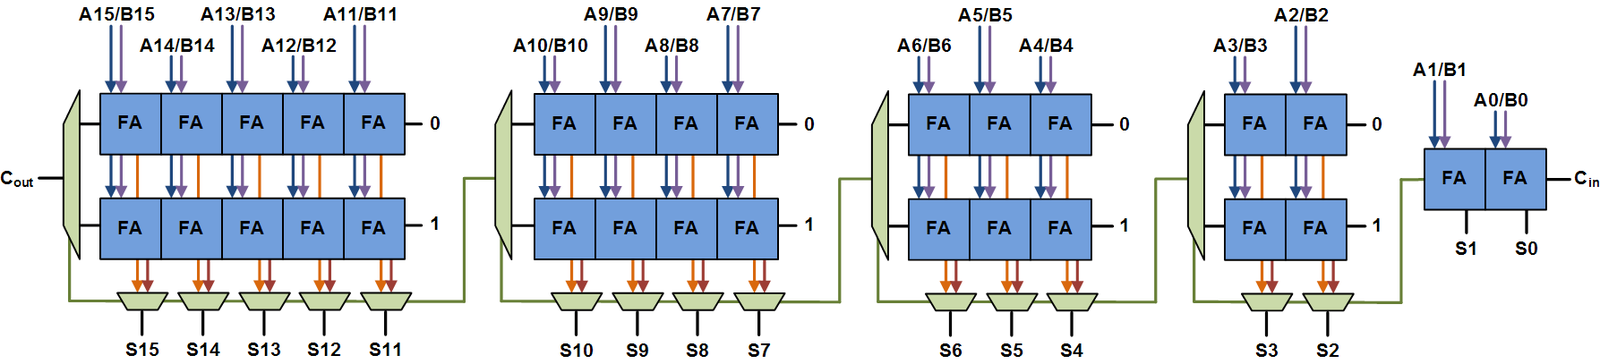 A15/B15 A13/B13 A11/B11 A9/B9 A7/B7 A5/B5 A2/B2
A14/B14 A12/B12 A10/B10 A8/B8 A6/B6 A4/B4 A3/B3
A1/B1
A0/B0
FA FA FA FA FA 0 FA FA FA FA 0 FA FA FA 0 FA FA 0
Cout FA FA Cin
FA FA FA FA FA 1 FA FA FA FA 1 FA FA FA 1 FA FA 1
S1 S0
S15 S14 S13 S12 S11 S10 S9 S8 S7 S6 S5 S4 S3 S2